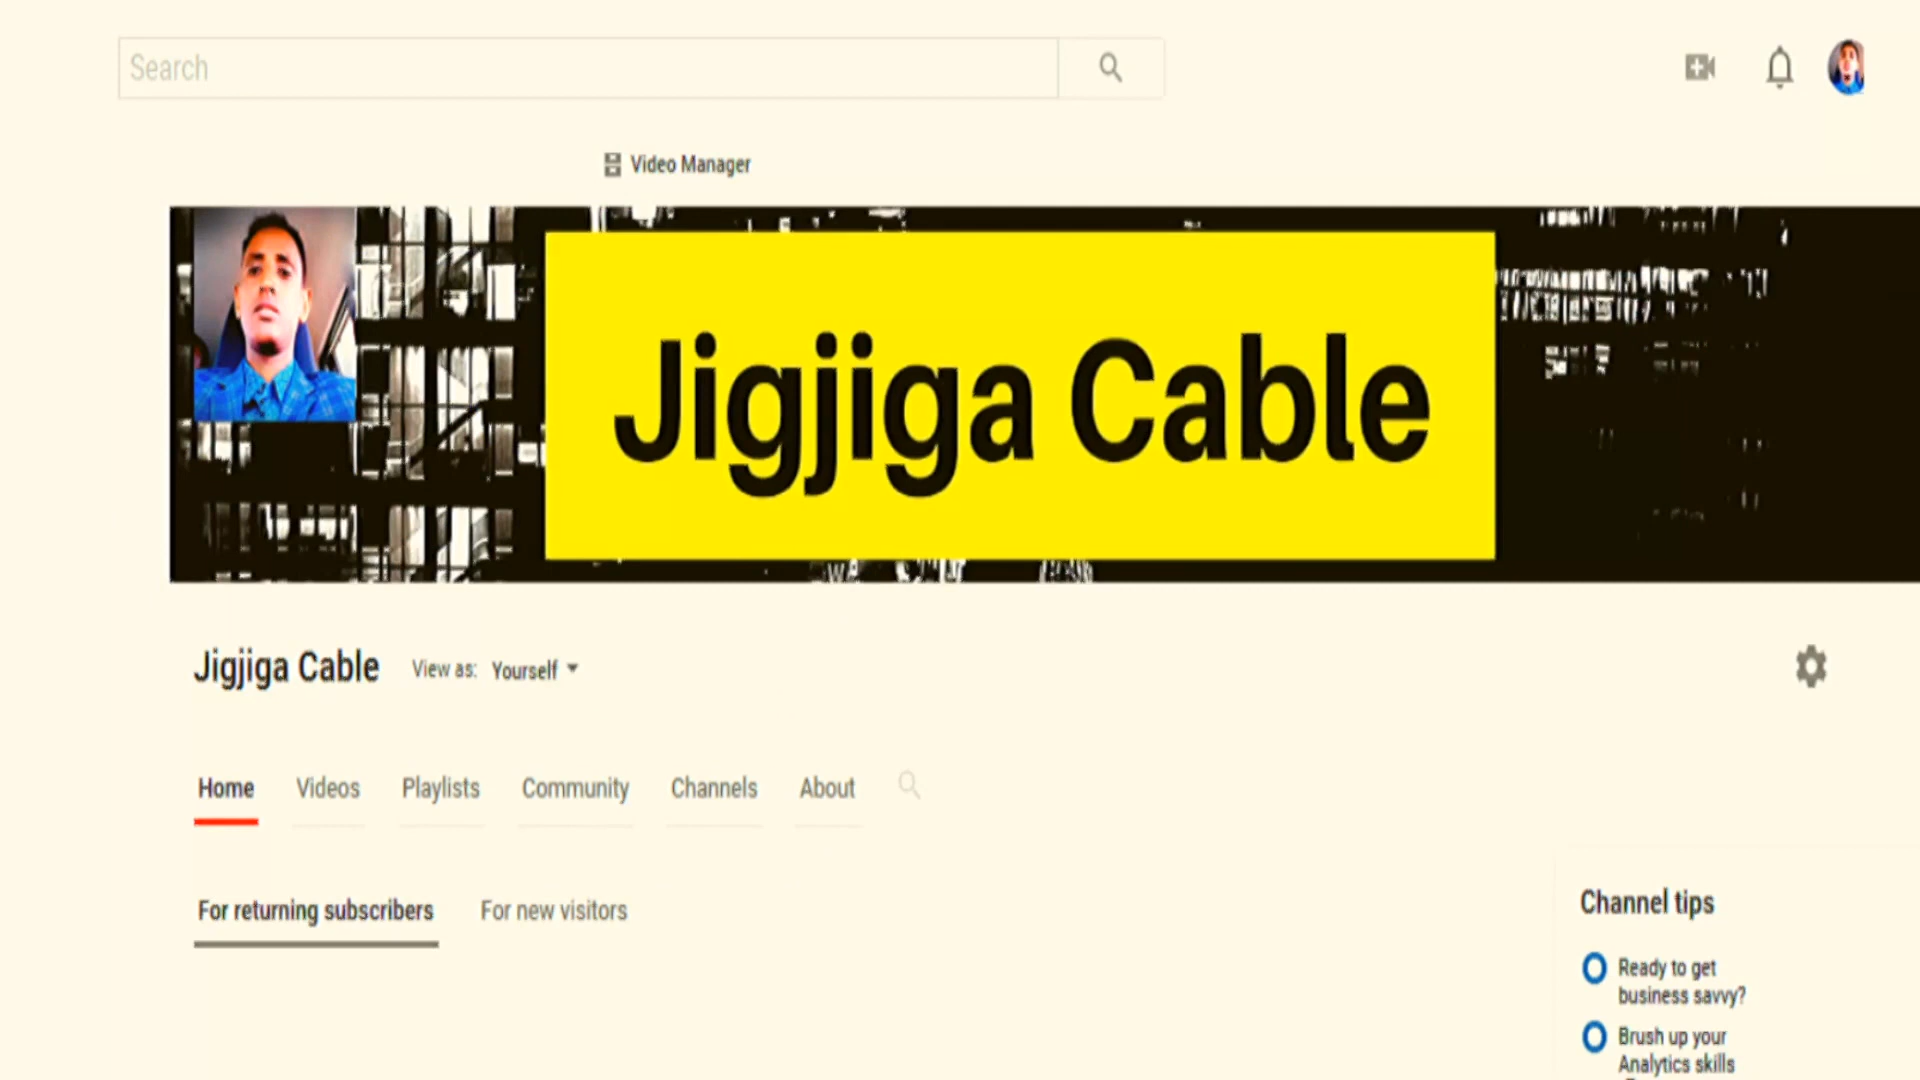 Search
Video Manager
Jigjiga Cable
Jigjiga Cable View as: Yourself
Home Videos Playlists Community Channels About
For returning subscribers For new visitors
Channel tips
Ready to get
business savvy?
Brush up your
Analytics skills